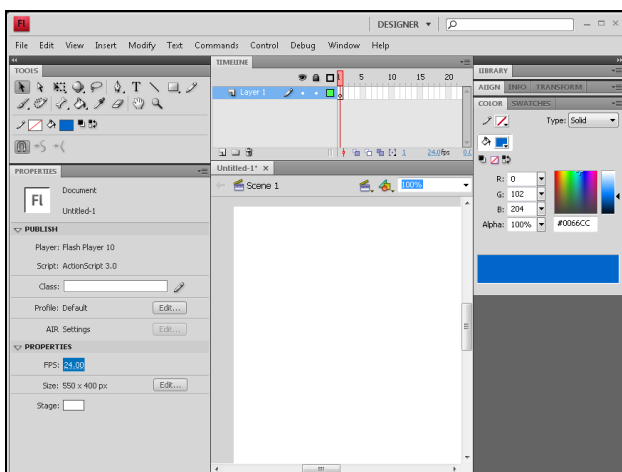 FL DESIGNER
File Edit View Insert Modify Text Commands Control Debug Window Help
TOOLS
TIMELINE
1 5 10 15 20
Layer 1
1 24.0fps 0.0
LIBRARY
ALIGN INFO TRANSFORM
COLOR SWATCHES
Type: Solid
R: 0
G: 102
B: 204
Alpha: 100% #0066CC
PROPERTIES
FL Document
Untitled-1
PUBLISH
Player: Flash Player 10
Script: ActionScript 3.0
Class:
Profile: Default Edit...
AIR Settings Edit...
PROPERTIES
FPS: 24.00
Size: 550 x 400 px Edit...
Stage:
Untitled-1* ×
Scene 1 100%